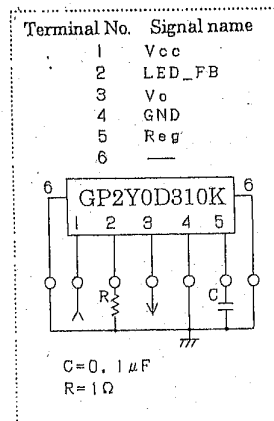 Terminal No. Signal name
1 Vcc
2 LED_FB
3 Vo
4 GND
5 Reg
6 —
6 GP2Y0D310K 6
1 2 3 4 5
R C
C=0.1μF
R=1Ω